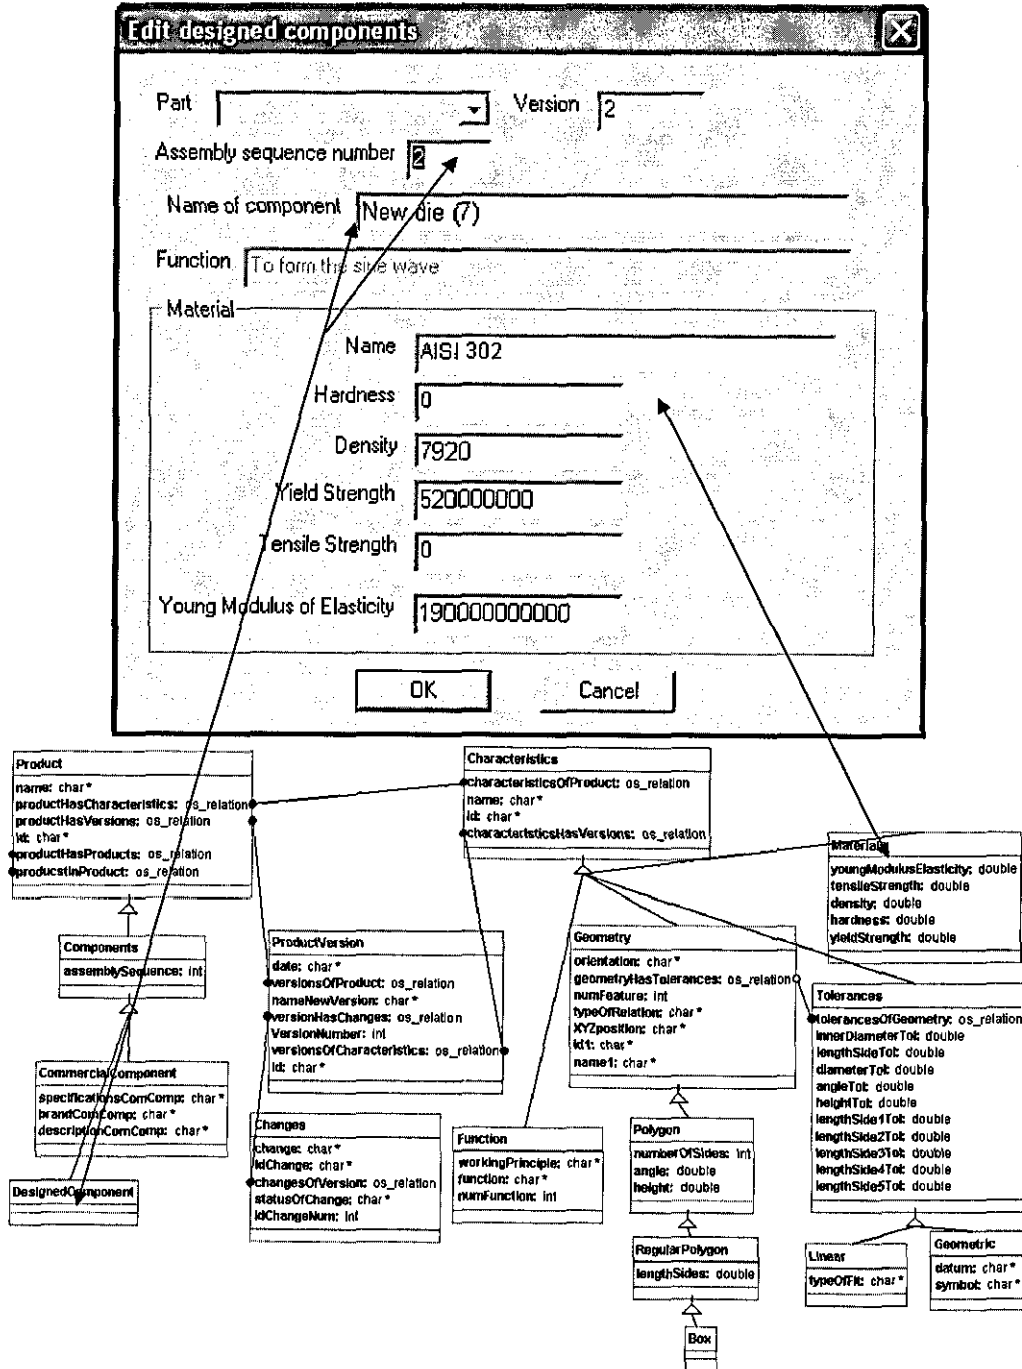 Edit designed components
Part
Version 2
Assembly sequence number 2
Name of component New die (7)
Function To form the sine wave
Material
Name AISI 302
Hardness 0
Density 7920
Yield Strength 520000000
Tensile Strength 0
Young Modulus of Elasticity 190000000000
OK Cancel
Product
name: char*
productHasCharacteristics: os_relation
productHasVersions: os_relation
id: char*
productHasProducts: os_relation
producstInProduct: os_relation
Characteristics
characteristicsOfProduct: os_relation
name: char*
id: char*
characteristicsHasVersions: os_relation
Materials
youngModulusElasticity: double
tensileStrength: double
density: double
hardness: double
yieldStrength: double
Components
assemblySequence: int
ProductVersion
date: char*
versionsOfProduct: os_relation
nameNewVersion: char*
versionHasChanges: os_relation
VersionNumber: int
versionsOfCharacteristics: os_relation
id: char*
Geometry
orientation: char*
geometryHasTolerances: os_relation
numFeature: int
typeOfRelation: char*
XYZposition: char*
id1: char*
name1: char*
Tolerances
tolerancesOfGeometry: os_relation
innerDiameterTol: double
lengthSideTol: double
diameterTol: double
angleTol: double
heightTol: double
lengthSide1Tol: double
lengthSide2Tol: double
lengthSide3Tol: double
lengthSide4Tol: double
lengthSide5Tol: double
CommercialComponent
specificationsComComp: char*
brandComComp: char*
descriptionComComp: char*
DesignedComponent
Changes
change: char*
idChange: char*
changesOfVersion: os_relation
statusOfChange: char*
idChangeNum: int
Function
workingPrinciple: char*
function: char*
numFunction: int
Polygon
numberOfSides: int
angle: double
height: double
RegularPolygon
lengthSides: double
Linear
typeOfFit: char*
Geometric
datum: char*
symbol: char*
Box